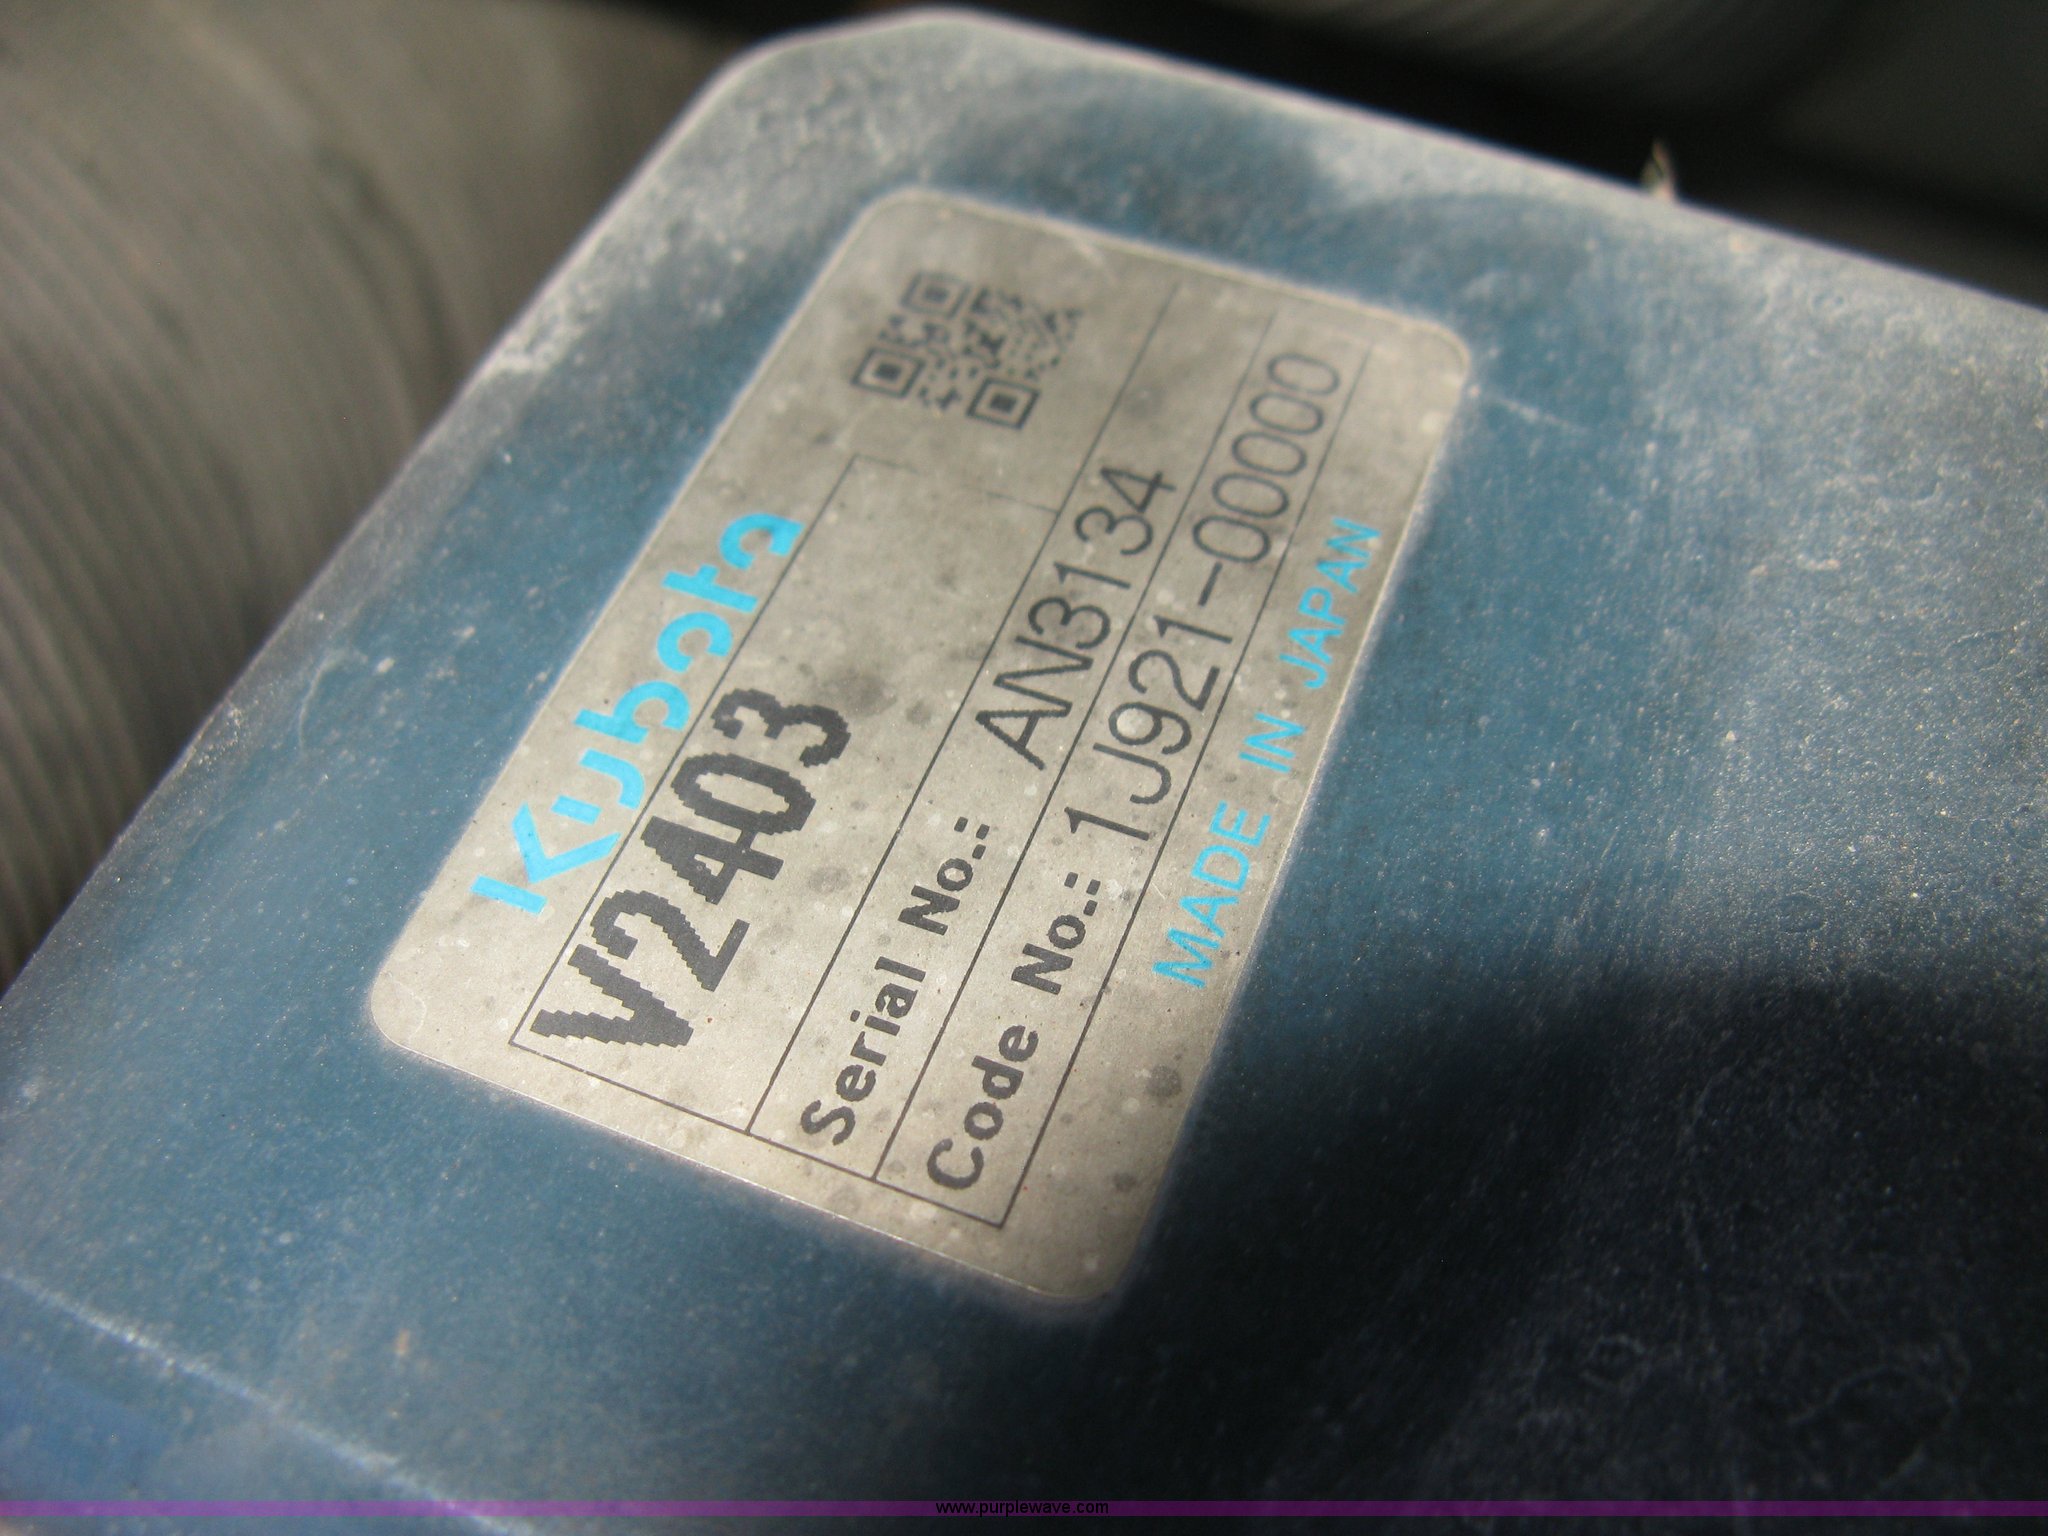 Kubota
V2403
Serial No.: AN3134
Code No.: 1J921-00000
MADE IN JAPAN
www.purplewave.com